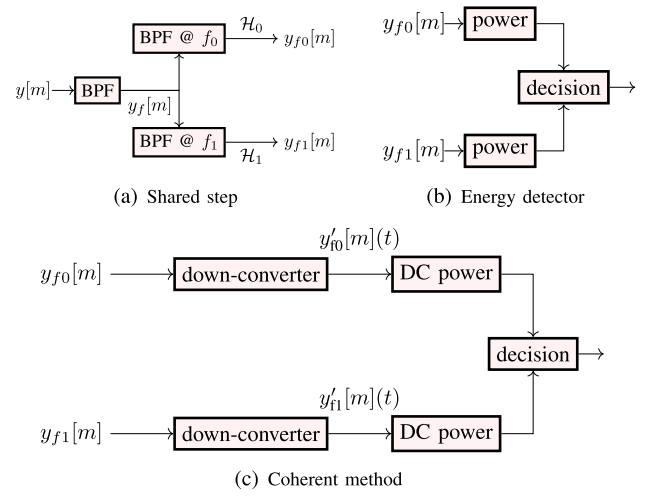 y[m]
BPF
y_f[m]
BPF @ f_0
ℋ_0
y_{f0}[m]
BPF @ f_1
ℋ_1
y_{f1}[m]
(a) Shared step
y_{f0}[m]
power
decision
y_{f1}[m]
power
(b) Energy detector
y_{f0}[m]
down-converter
y′_{f0}[m](t)
DC power
decision
y_{f1}[m]
down-converter
y′_{f1}[m](t)
DC power
(c) Coherent method